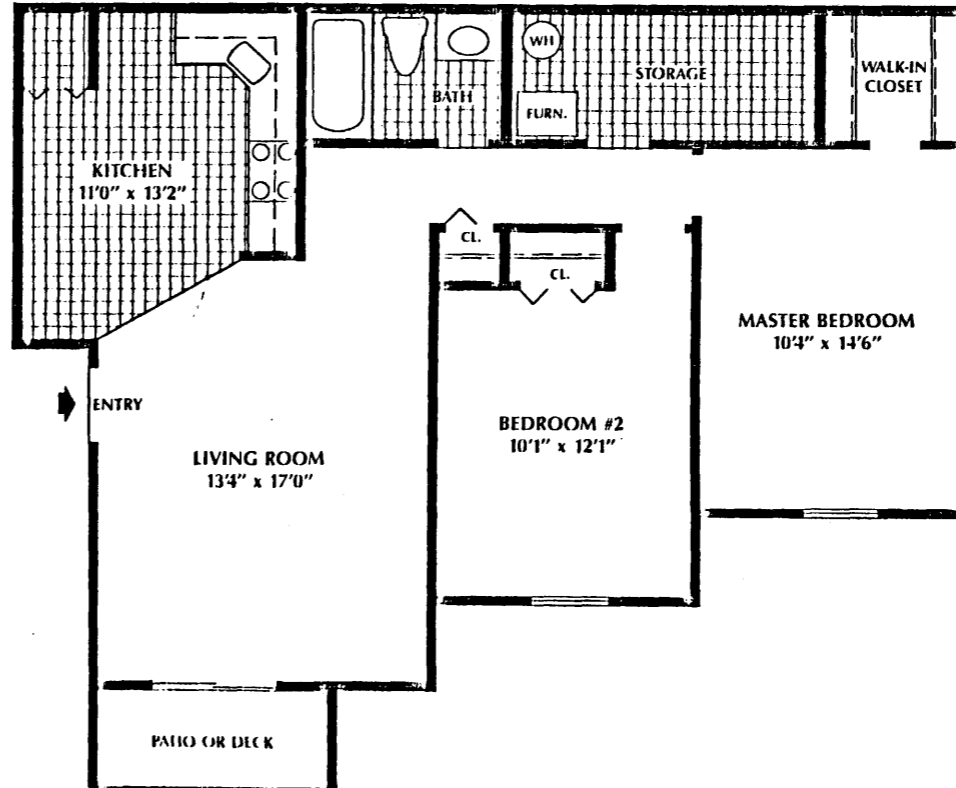 WH
STORAGE
WALK-IN
CLOSET
BATH
FURN.
KITCHEN
11'0" x 13'2"
CL.
CL.
MASTER BEDROOM
10'4" x 14'6"
ENTRY
BEDROOM #2
10'1" x 12'1"
LIVING ROOM
13'4" x 17'0"
PATIO OR DECK